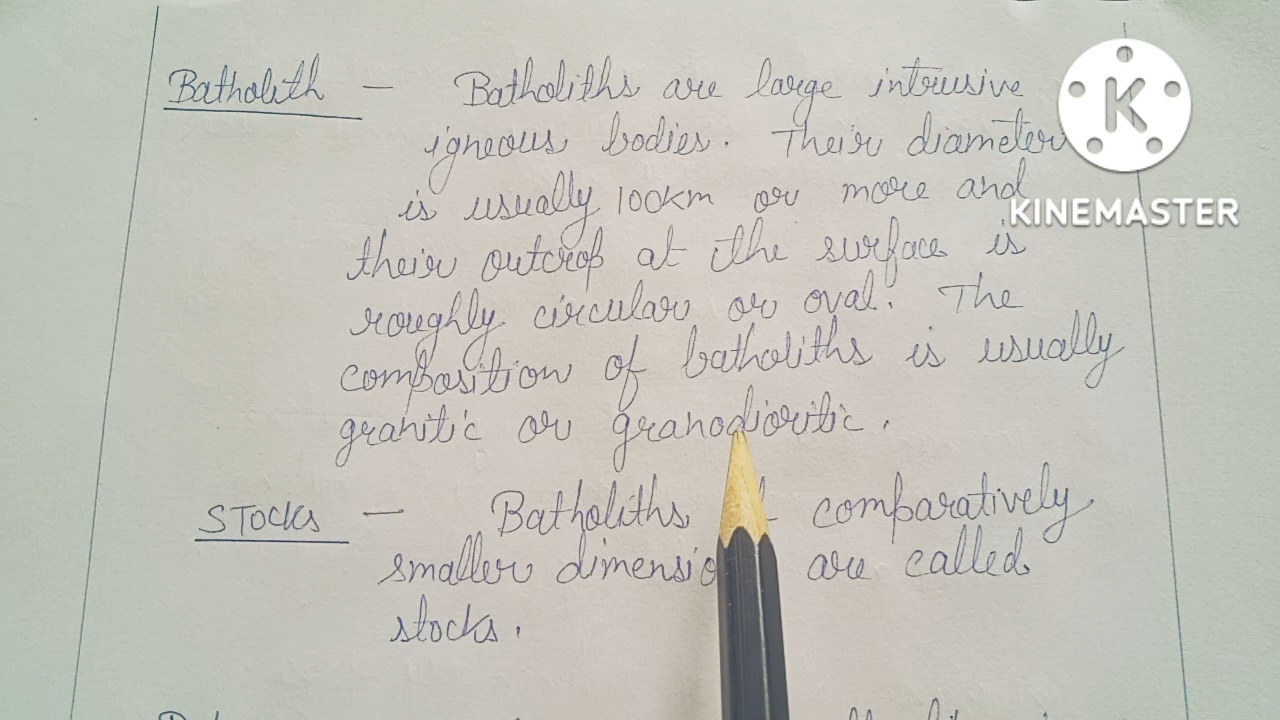 Batholith — Batholiths are large intrusive
igneous bodies. Their diameter
is usually 100km or more and
their outcrop at the surface is
roughly circular or oval. The
composition of batholiths is usually
granitic or granodioritic.
STOCKS — Batholiths comparatively
smaller are called
stocks.
KINEMASTER